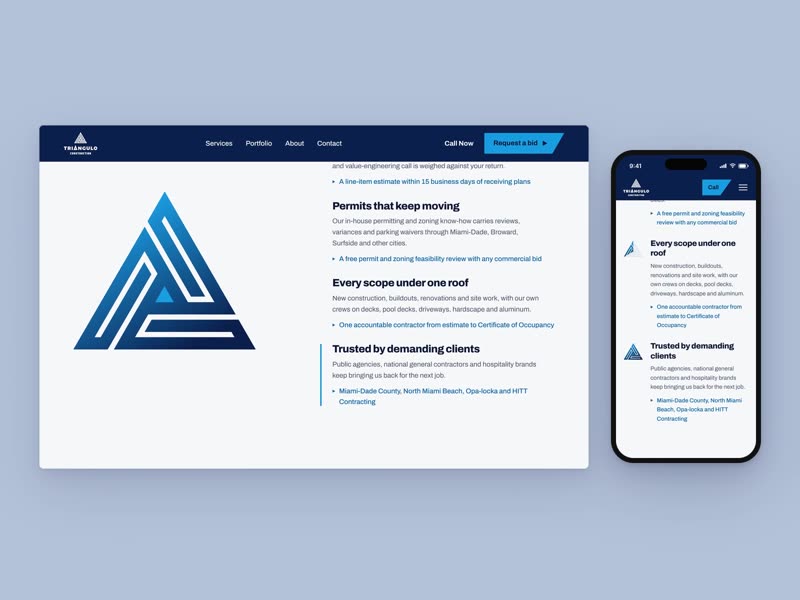 TRIÁNGULO
CONSTRUCTION
Services
Portfolio
About
Contact
Call Now
Request a bid
and value-engineering call is weighed against your return.
A line-item estimate within 15 business days of receiving plans
Permits that keep moving
Our in-house permitting and zoning know-how carries reviews,
variances and parking waivers through Miami-Dade, Broward,
Surfside and other cities.
A free permit and zoning feasibility review with any commercial bid
Every scope under one roof
New construction, buildouts, renovations and site work, with our own
crews on decks, pool decks, driveways, hardscape and aluminum.
One accountable contractor from estimate to Certificate of Occupancy
Trusted by demanding clients
Public agencies, national general contractors and hospitality brands
keep bringing us back for the next job.
Miami-Dade County, North Miami Beach, Opa-locka and HITT
Contracting
9:41
TRIÁNGULO
CONSTRUCTION
Call
A free permit and zoning feasibility
review with any commercial bid
Every scope under one
roof
New construction, buildouts,
renovations and site work, with our
own crews on decks, pool decks,
driveways, hardscape and aluminum.
One accountable contractor from
estimate to Certificate of
Occupancy
Trusted by demanding
clients
Public agencies, national general
contractors and hospitality brands
keep bringing us back for the next job.
Miami-Dade County, North Miami
Beach, Opa-locka and HITT
Contracting